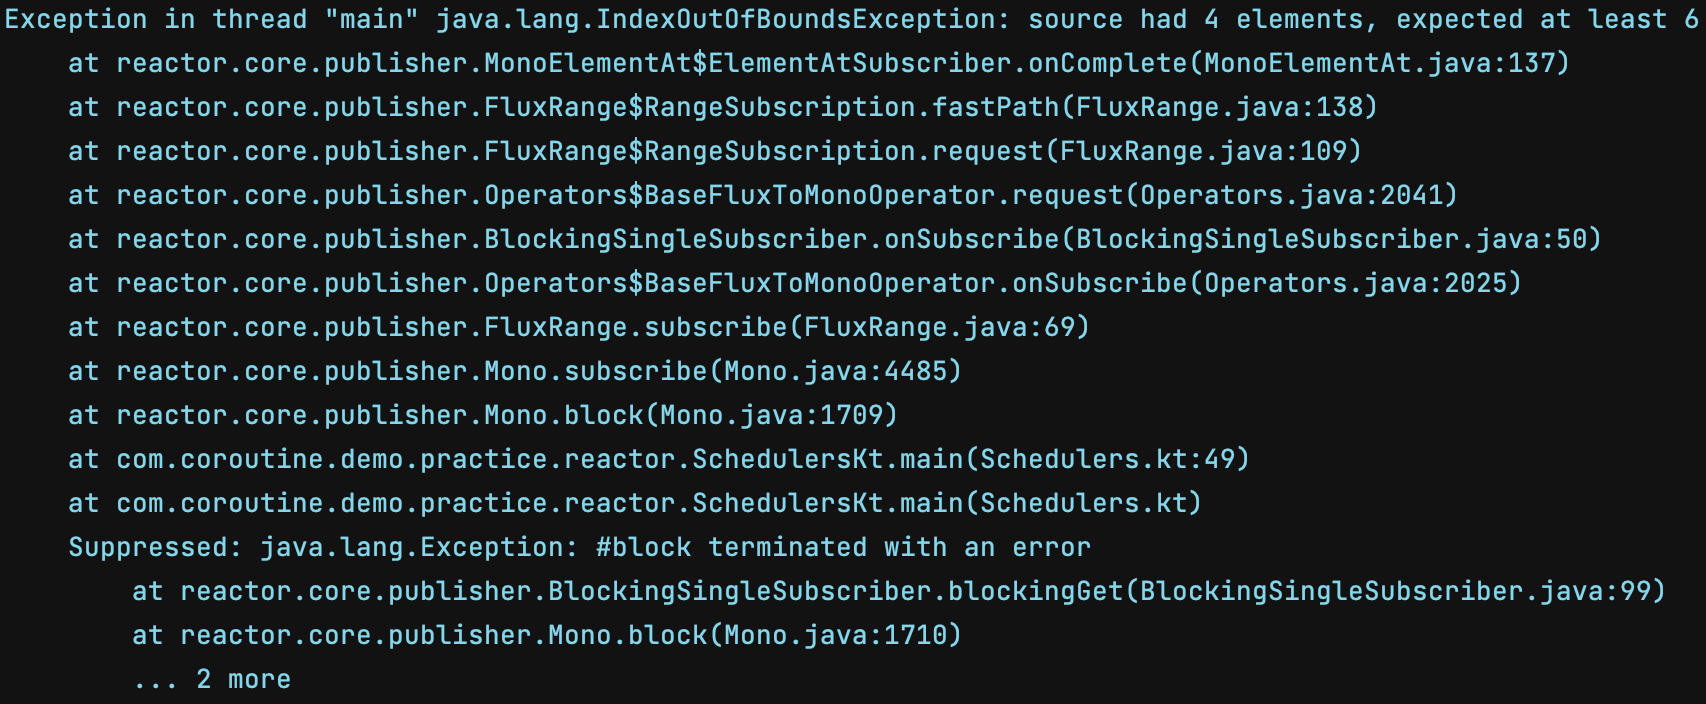 Exception in thread "main" java.lang.IndexOutOfBoundsException: source had 4 elements, expected at least 6
at reactor.core.publisher.MonoElementAt$ElementAtSubscriber.onComplete(MonoElementAt.java:137)
at reactor.core.publisher.FluxRange$RangeSubscription.fastPath(FluxRange.java:138)
at reactor.core.publisher.FluxRange$RangeSubscription.request(FluxRange.java:109)
at reactor.core.publisher.Operators$BaseFluxToMonoOperator.request(Operators.java:2041)
at reactor.core.publisher.BlockingSingleSubscriber.onSubscribe(BlockingSingleSubscriber.java:50)
at reactor.core.publisher.Operators$BaseFluxToMonoOperator.onSubscribe(Operators.java:2025)
at reactor.core.publisher.FluxRange.subscribe(FluxRange.java:69)
at reactor.core.publisher.Mono.subscribe(Mono.java:4485)
at reactor.core.publisher.Mono.block(Mono.java:1709)
at com.coroutine.demo.practice.reactor.SchedulersKt.main(Schedulers.kt:49)
at com.coroutine.demo.practice.reactor.SchedulersKt.main(Schedulers.kt)
Suppressed: java.lang.Exception: #block terminated with an error
at reactor.core.publisher.BlockingSingleSubscriber.blockingGet(BlockingSingleSubscriber.java:99)
at reactor.core.publisher.Mono.block(Mono.java:1710)
... 2 more